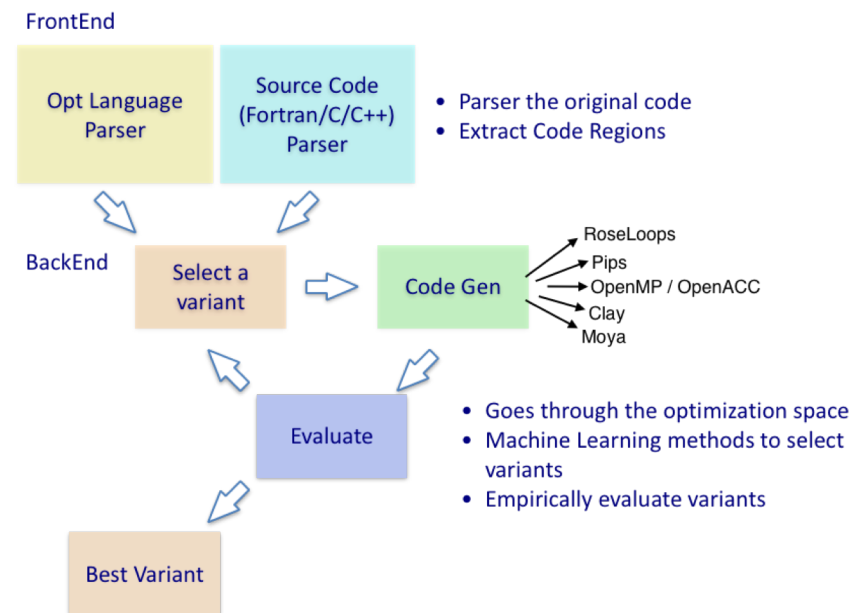 FrontEnd
Opt Language
Parser
Source Code
(Fortran/C/C++)
Parser
• Parser the original code
• Extract Code Regions
BackEnd
Select a
variant
Code Gen
RoseLoops
Pips
OpenMP / OpenACC
Clay
Moya
Evaluate
• Goes through the optimization space
• Machine Learning methods to select
variants
• Empirically evaluate variants
Best Variant